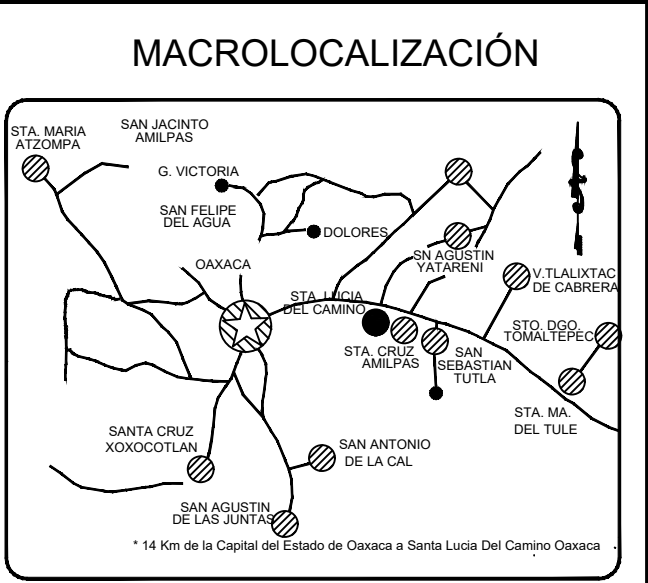 MACROLOCALIZACIÓN
STA. MARIA
ATZOMPA
SAN JACINTO
AMILPAS
G. VICTORIA
SAN FELIPE
DEL AGUA
DOLORES
OAXACA
SN AGUSTIN
YATARENI
V.TLALIXTAC
DE CABRERA
STA. LUCIA
DEL CAMINO
STO. DGO.
TOMALTEPEC
STA. CRUZ
AMILPAS
SAN
SEBASTIAN
TUTLA
STA. MA.
DEL TULE
SANTA CRUZ
XOXOCOTLAN
SAN ANTONIO
DE LA CAL
SAN AGUSTIN
DE LAS JUNTAS
* 14 Km de la Capital del Estado de Oaxaca a Santa Lucia Del Camino Oaxaca